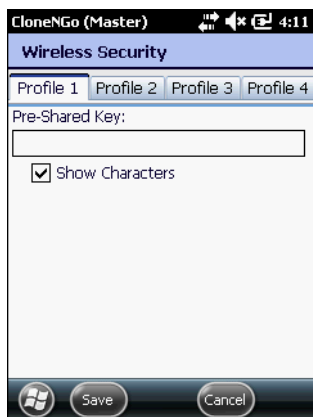 CloneNGo (Master) 4:11
Wireless Security
Profile 1 Profile 2 Profile 3 Profile 4
Pre-Shared Key:
Show Characters
Save Cancel